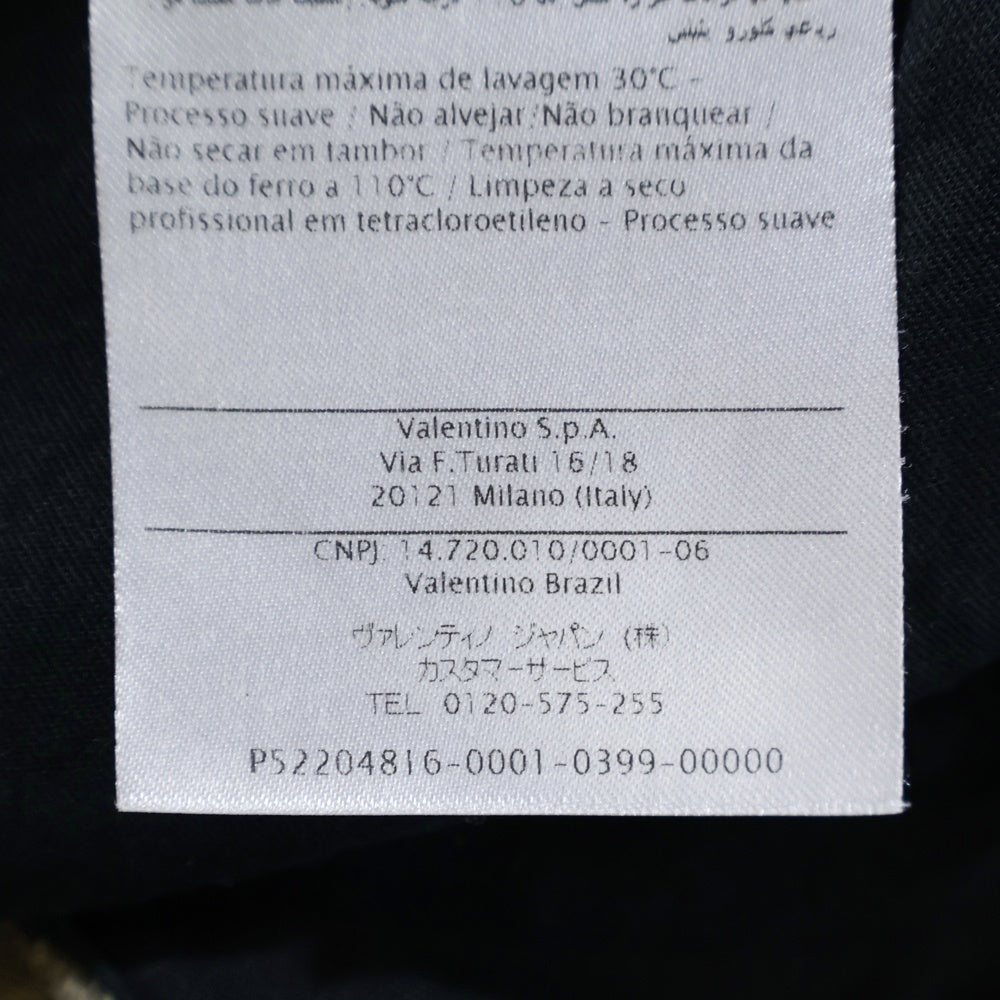 Temperatura máxima de lavagem 30°C -
Processo suave / Não alvejar/Não branquear /
Não secar em tambor / Temperatura máxima da
base do ferro a 110°C / Limpeza a seco
profissional em tetracloroetileno - Processo suave
Valentino S.p.A.
Via F.Turati 16/18
20121 Milano (Italy)
CNPJ: 14.720.010/0001-06
Valentino Brazil
ヴァレンティノ ジャパン (株)
カスタマーサービス
TEL 0120-575-255
P52204816-0001-0399-00000